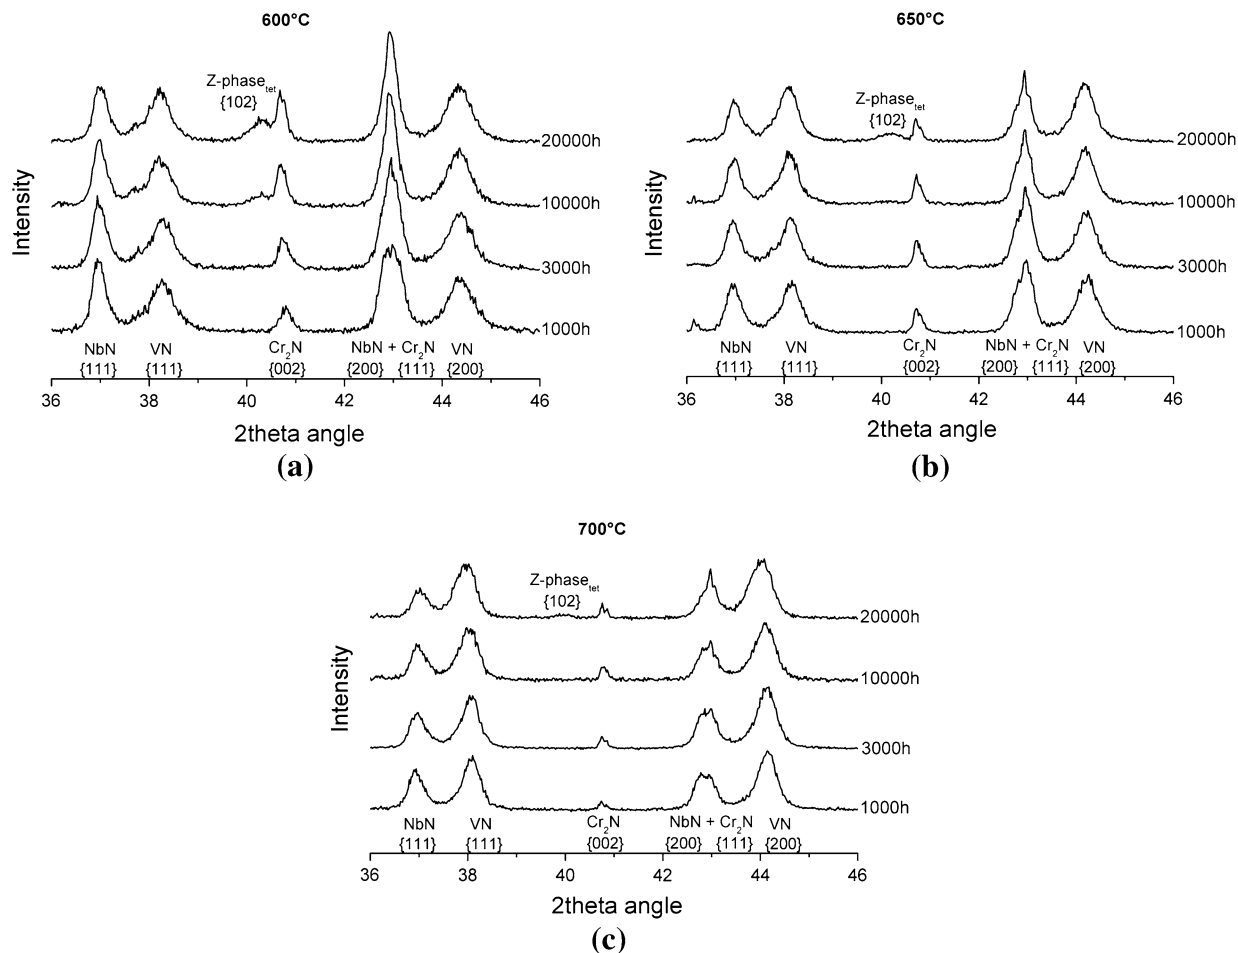 600°C
Z-phase_tet
{102}
20000h
10000h
3000h
1000h
NbN VN Cr₂N NbN + Cr₂N VN
{111} {111} {002} {200} {111} {200}
36 38 40 42 44 46
2theta angle
Intensity
(a)
650°C
Z-phase_tet
{102}
20000h
10000h
3000h
1000h
NbN VN Cr₂N NbN + Cr₂N VN
{111} {111} {002} {200} {111} {200}
36 38 40 42 44 46
2theta angle
Intensity
(b)
700°C
Z-phase_tet
{102}
20000h
10000h
3000h
1000h
NbN VN Cr₂N NbN + Cr₂N VN
{111} {111} {002} {200} {111} {200}
36 38 40 42 44 46
2theta angle
Intensity
(c)